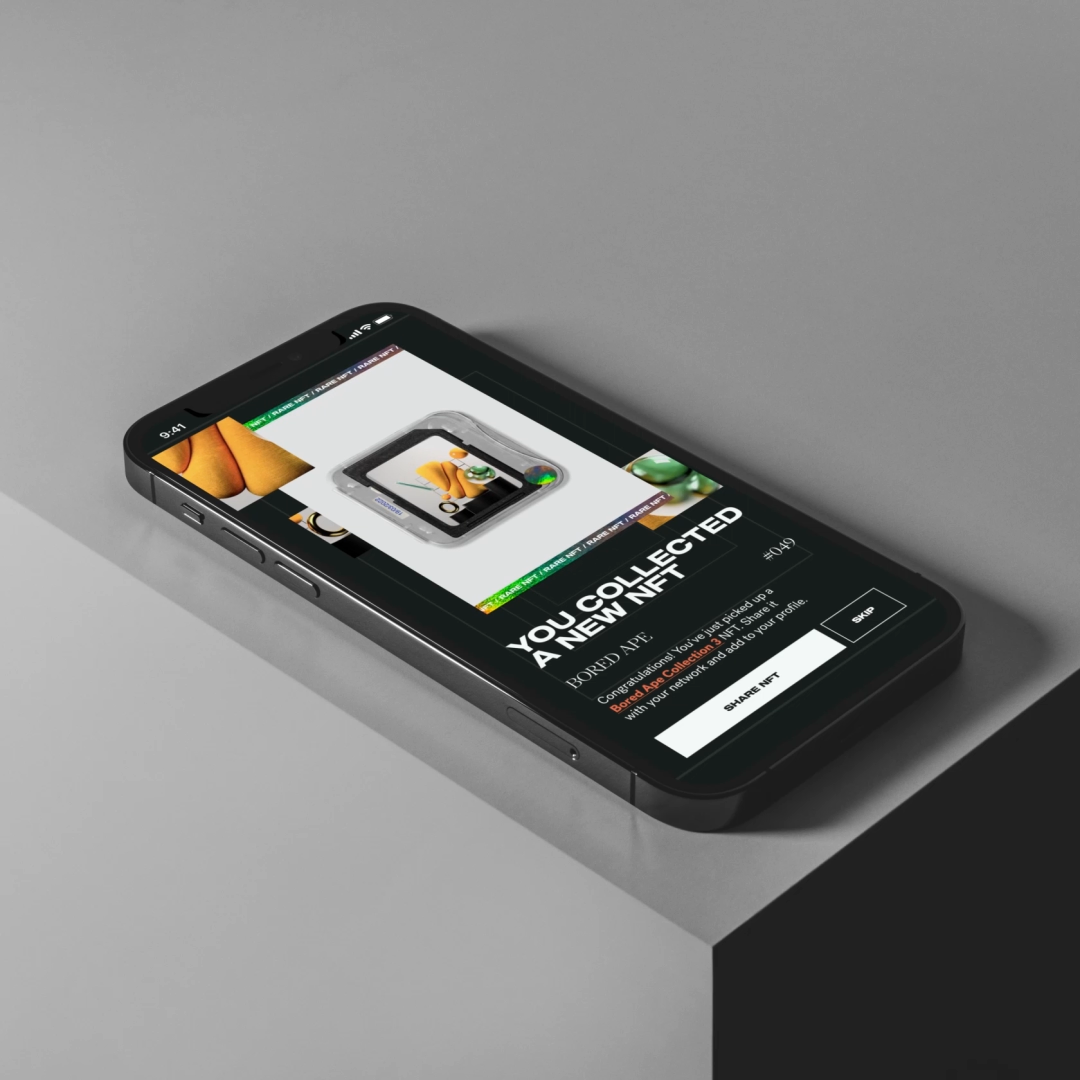 9:41
NFT / RARE NFT / RARE NFT / RARE NFT / RARE NFT /
/ RARE NFT / RARE NFT / RARE NFT / RARE NFT / RARE NFT /
YOU COLLECTED
A NEW NFT
BORED APE
#049
Congratulations! You've just picked up a
Bored Ape Collection 3 NFT. Share it
with your network and add to your profile.
SHARE NFT
SKIP